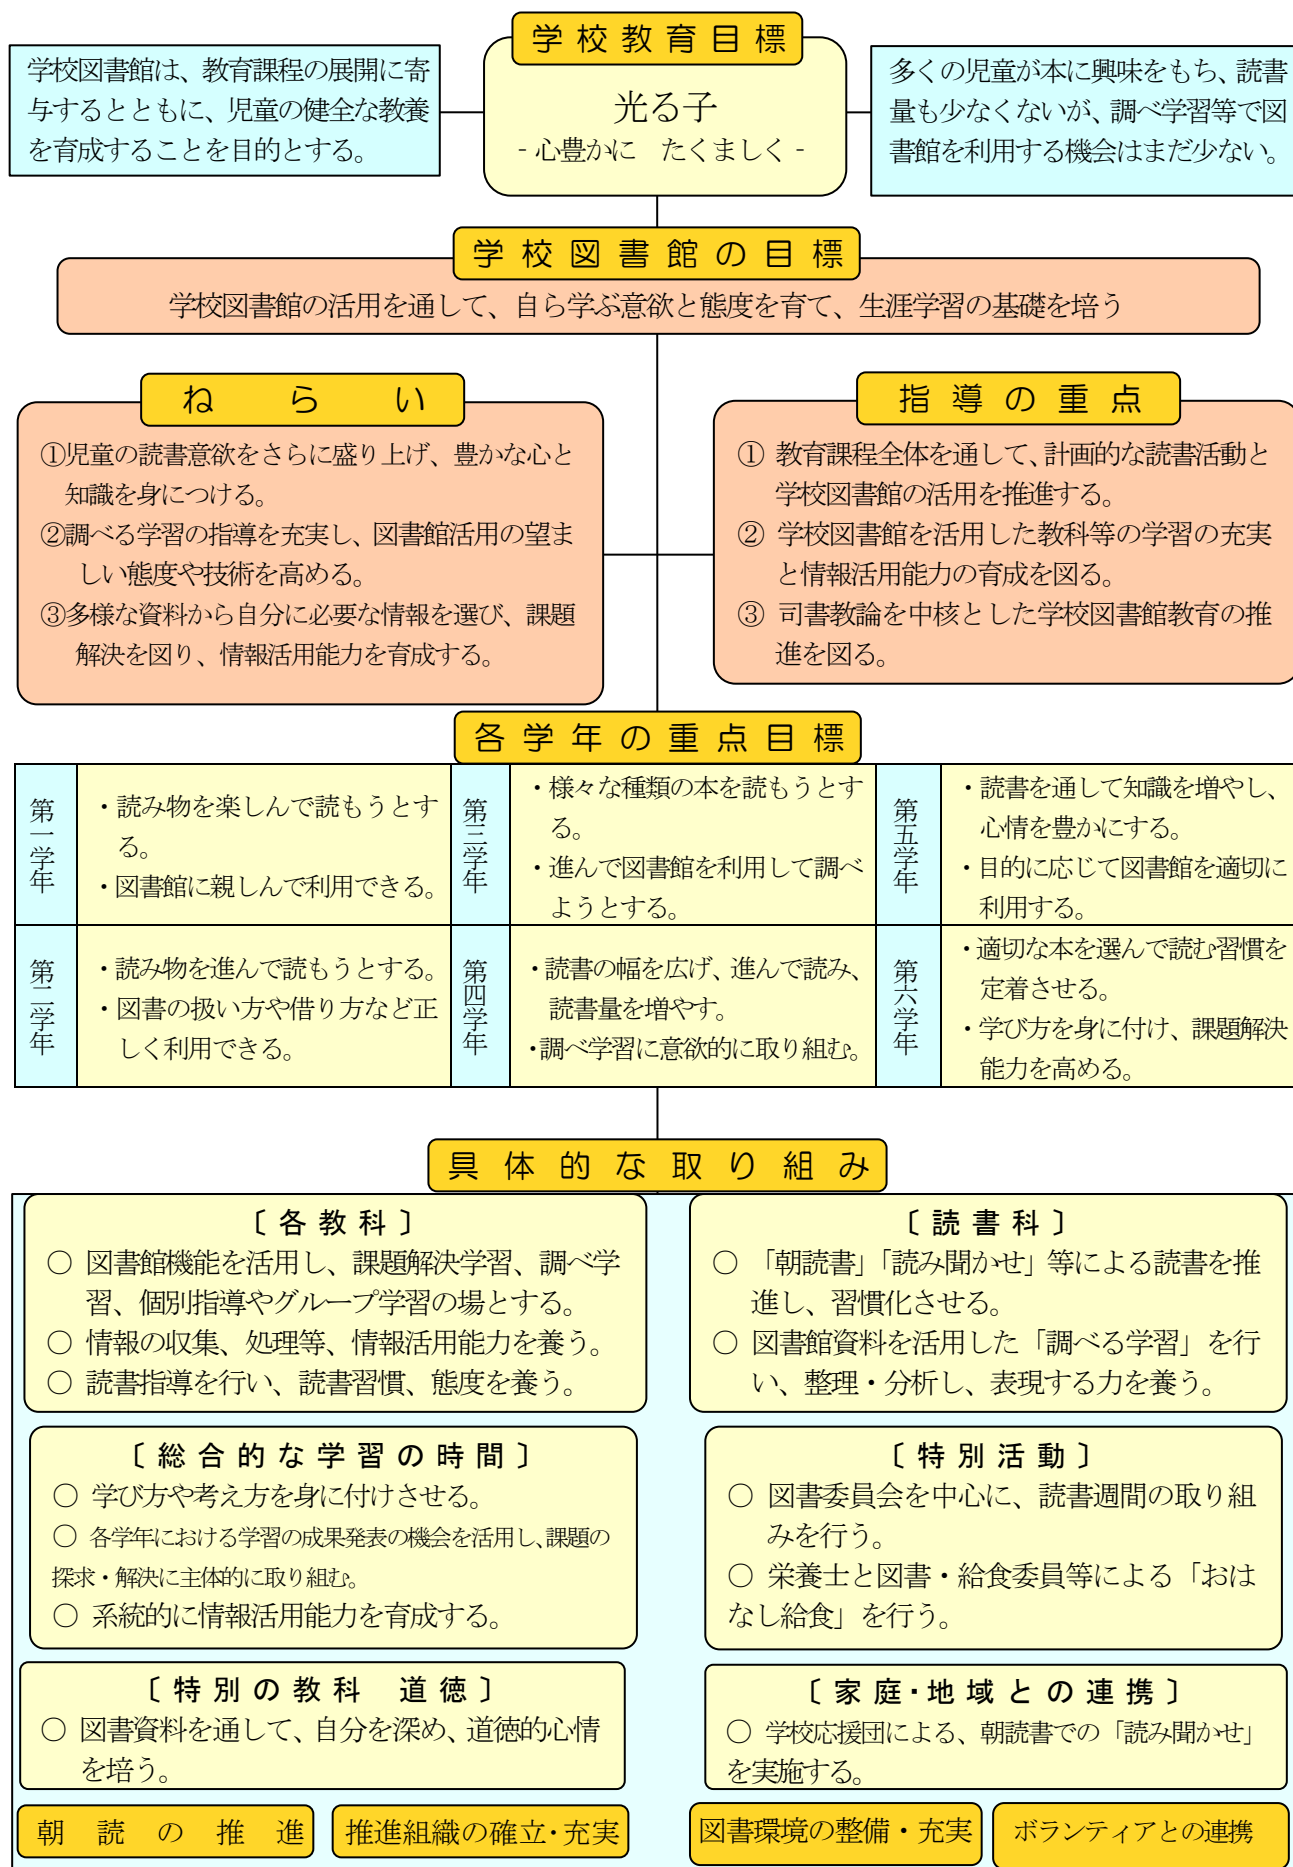 学校教育目標
学校図書館は、教育課程の展開に寄
与するとともに、児童の健全な教養
を育成することを目的とする。
光る子
- 心豊かに　たくましく -
多くの児童が本に興味をもち、読書
量も少なくないが、調べ学習等で図
書館を利用する機会はまだ少ない。
学校図書館の目標
学校図書館の活用を通して、自ら学ぶ意欲と態度を育て、生涯学習の基礎を培う
ねらい
①児童の読書意欲をさらに盛り上げ、豊かな心と
知識を身につける。
②調べる学習の指導を充実し、図書館活用の望ま
しい態度や技術を高める。
③多様な資料から自分に必要な情報を選び、課題
解決を図り、情報活用能力を育成する。
指導の重点
① 教育課程全体を通して、計画的な読書活動と
学校図書館の活用を推進する。
② 学校図書館を活用した教科等の学習の充実
と情報活用能力の育成を図る。
③ 司書教論を中核とした学校図書館教育の推
進を図る。
各学年の重点目標
第一学年
・読み物を楽しんで読もうとす
る。
・図書館に親しんで利用できる。
第三学年
・様々な種類の本を読もうとす
る。
・進んで図書館を利用して調べ
ようとする。
第五学年
・読書を通して知識を増やし、
心情を豊かにする。
・目的に応じて図書館を適切に
利用する。
第二学年
・読み物を進んで読もうとする。
・図書の扱い方や借り方など正
しく利用できる。
第四学年
・読書の幅を広げ、進んで読み、
読書量を増やす。
・調べ学習に意欲的に取り組む。
第六学年
・適切な本を選んで読む習慣を
定着させる。
・学び方を身に付け、課題解決
能力を高める。
具体的な取り組み
〔各教科〕
○ 図書館機能を活用し、課題解決学習、調べ学
習、個別指導やグループ学習の場とする。
○ 情報の収集、処理等、情報活用能力を養う。
○ 読書指導を行い、読書習慣、態度を養う。
〔読書科〕
○ 「朝読書」「読み聞かせ」等による読書を推
進し、習慣化させる。
○ 図書館資料を活用した「調べる学習」を行
い、整理・分析し、表現する力を養う。
〔総合的な学習の時間〕
○ 学び方や考え方を身に付けさせる。
○ 各学年における学習の成果発表の機会を活用し、課題の
探求・解決に主体的に取り組む。
○ 系統的に情報活用能力を育成する。
〔特別活動〕
○ 図書委員会を中心に、読書週間の取り組
みを行う。
○ 栄養士と図書・給食委員等による「おは
なし給食」を行う。
〔特別の教科　道徳〕
○ 図書資料を通して、自分を深め、道徳的心情
を培う。
〔家庭・地域との連携〕
○ 学校応援団による、朝読書での「読み聞かせ」
を実施する。
朝読の推進
推進組織の確立・充実
図書環境の整備・充実
ボランティアとの連携